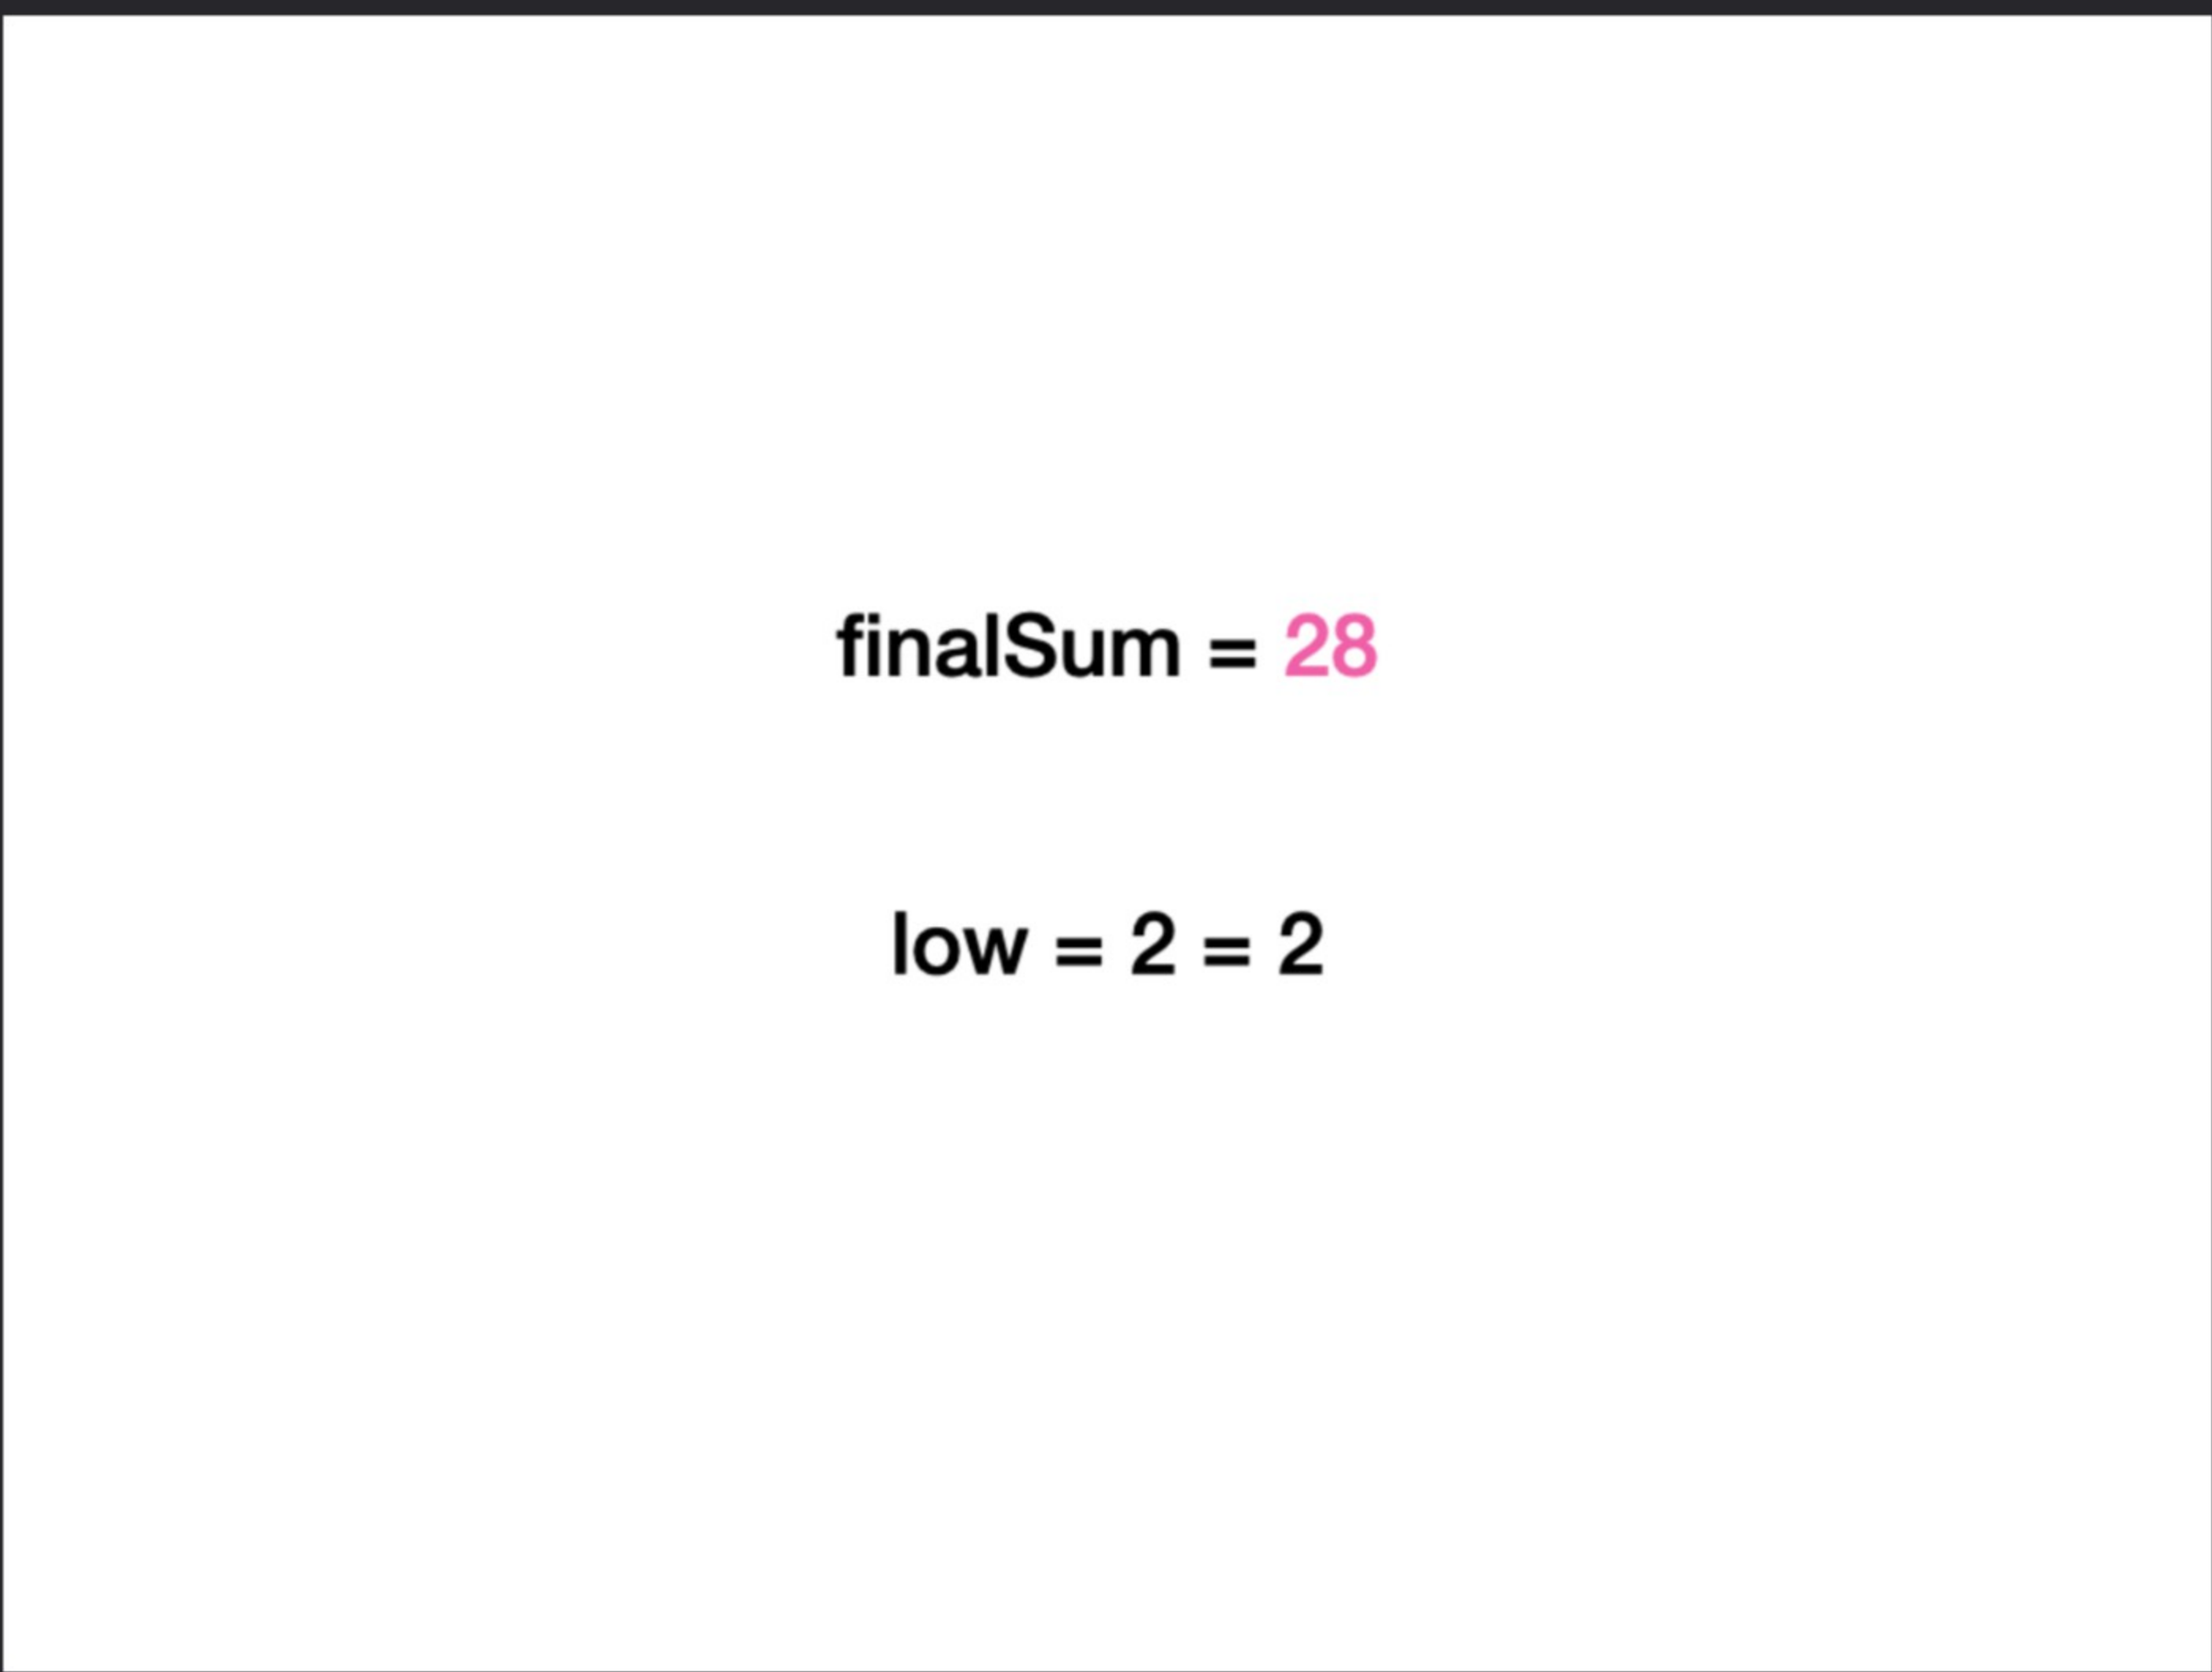 finalSum = 28
low = 2 = 2